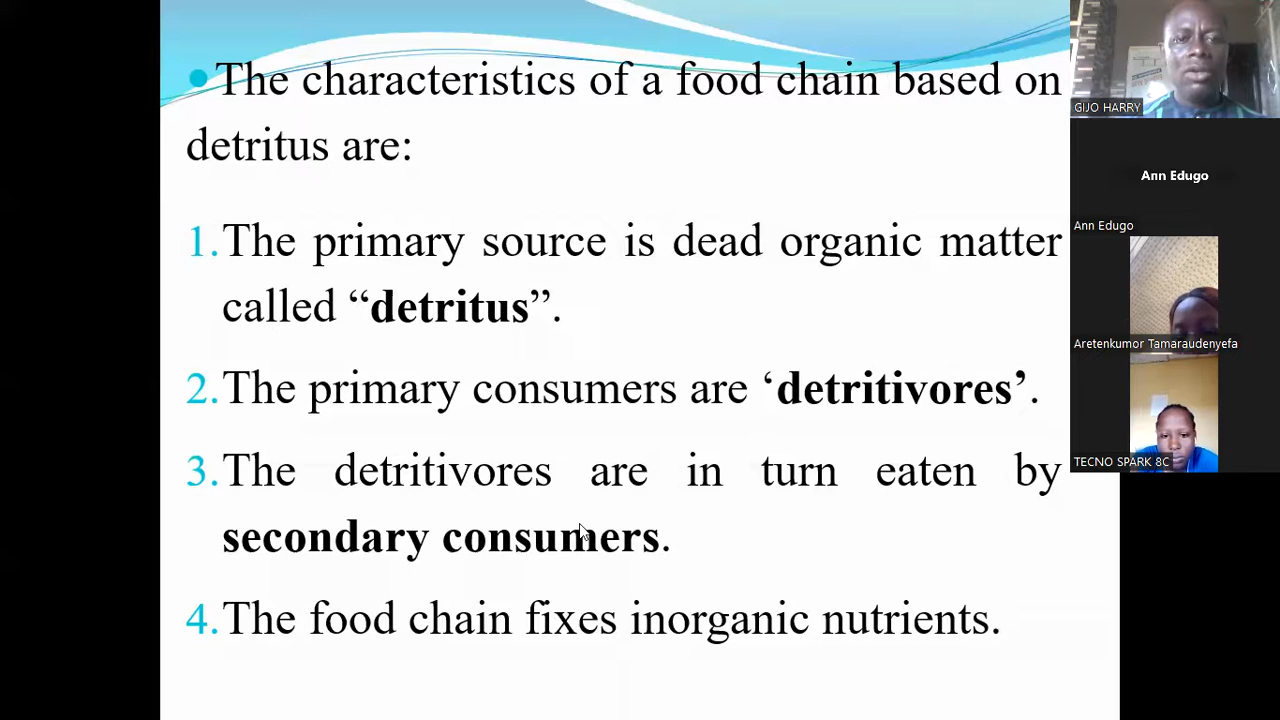 The characteristics of a food chain based on
detritus are:
1.The primary source is dead organic matter
called “detritus”.
2.The primary consumers are ‘detritivores’.
3.The detritivores are in turn eaten by
secondary consumers.
4.The food chain fixes inorganic nutrients.
GIJO HARRY
Ann Edugo
Ann Edugo
Aretenkumor Tamaraudenyefa
TECNO SPARK 8C